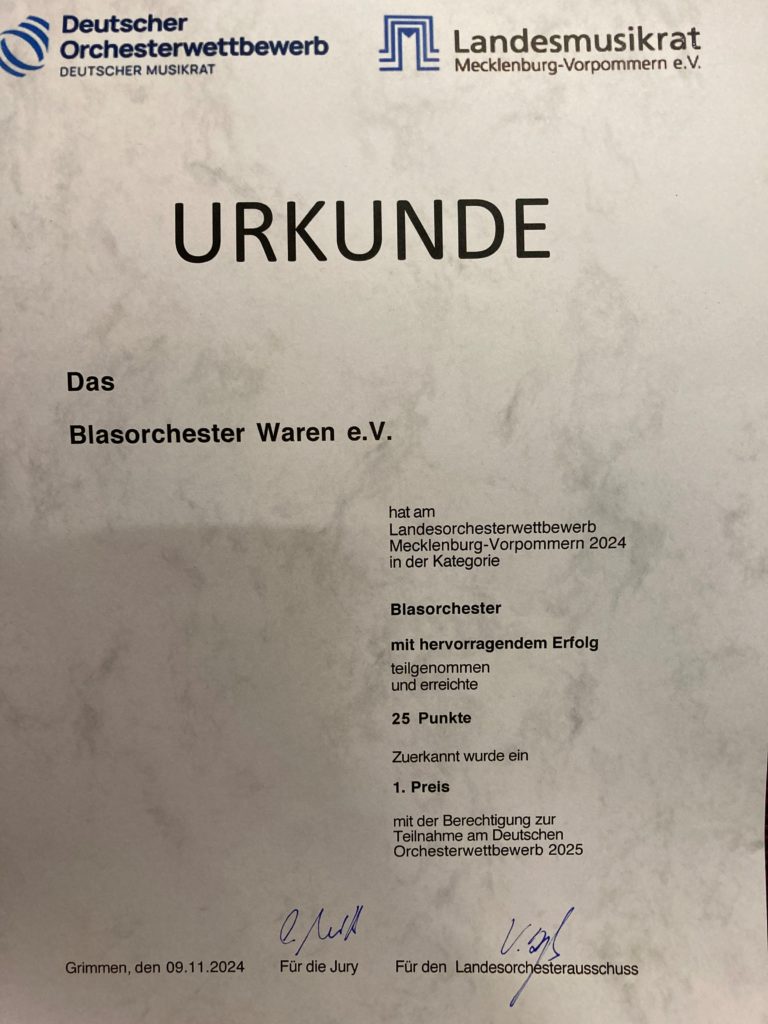 Deutscher
Orchesterwettbewerb
DEUTSCHER MUSIKRAT
Landesmusikrat
Mecklenburg-Vorpommern e.V.
URKUNDE
Das
Blasorchester Waren e.V.
hat am
Landesorchesterwettbewerb
Mecklenburg-Vorpommern 2024
in der Kategorie
Blasorchester
mit hervorragendem Erfolg
teilgenommen
und erreichte
25 Punkte
Zuerkannt wurde ein
1. Preis
mit der Berechtigung zur
Teilnahme am Deutschen
Orchesterwettbewerb 2025
Grimmen, den 09.11.2024
Für die Jury
Für den Landesorchesterausschuss